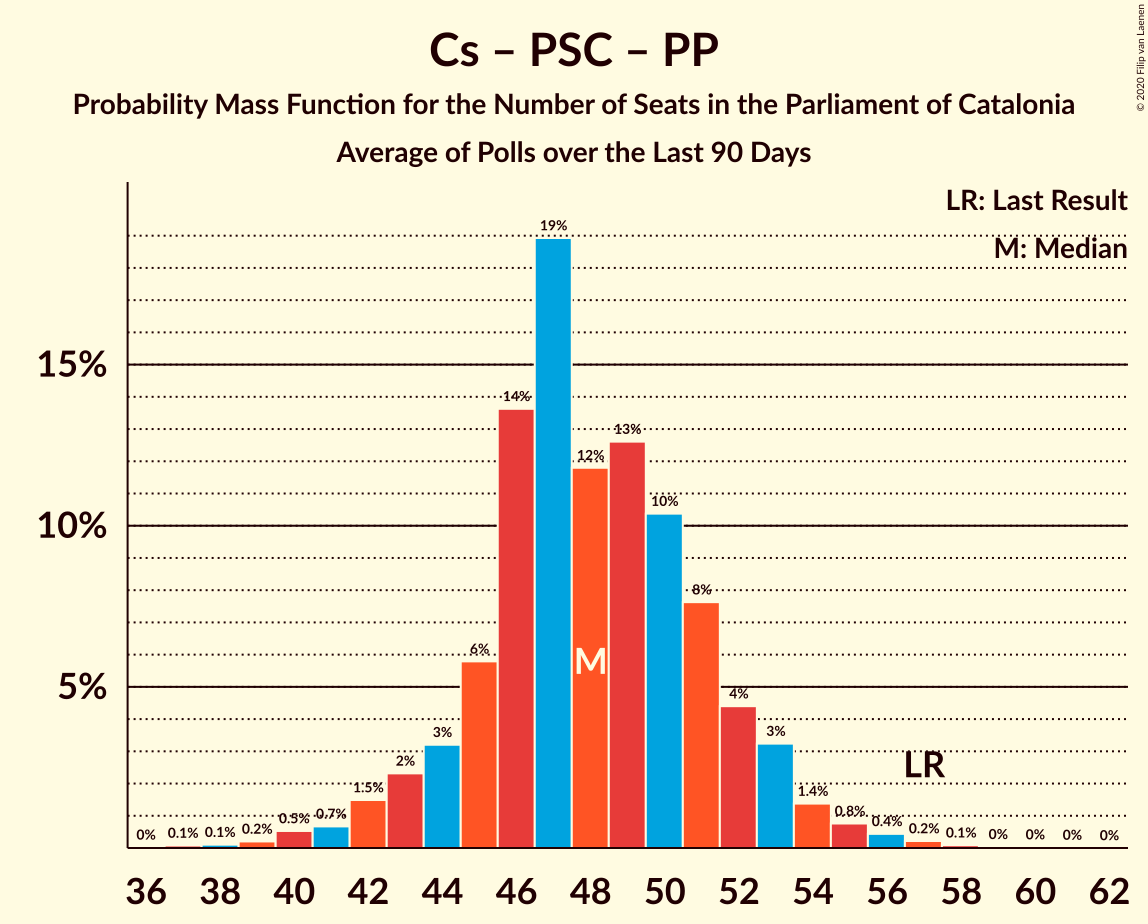 Cs – PSC – PP
Probability Mass Function for the Number of Seats in the Parliament of Catalonia
Average of Polls over the Last 90 Days
© 2020 Filip van Laenen
LR: Last Result
M: Median
15%
10%
5%
0% 0.1% 0.1% 0.2% 0.5% 0.7% 1.5% 2% 3% 6% 14% 19% 12% 13% 10% 8% 4% 3% 1.4% 0.8% 0.4% 0.2% 0.1% 0% 0% 0% 0%
M
LR
36 38 40 42 44 46 48 50 52 54 56 58 60 62